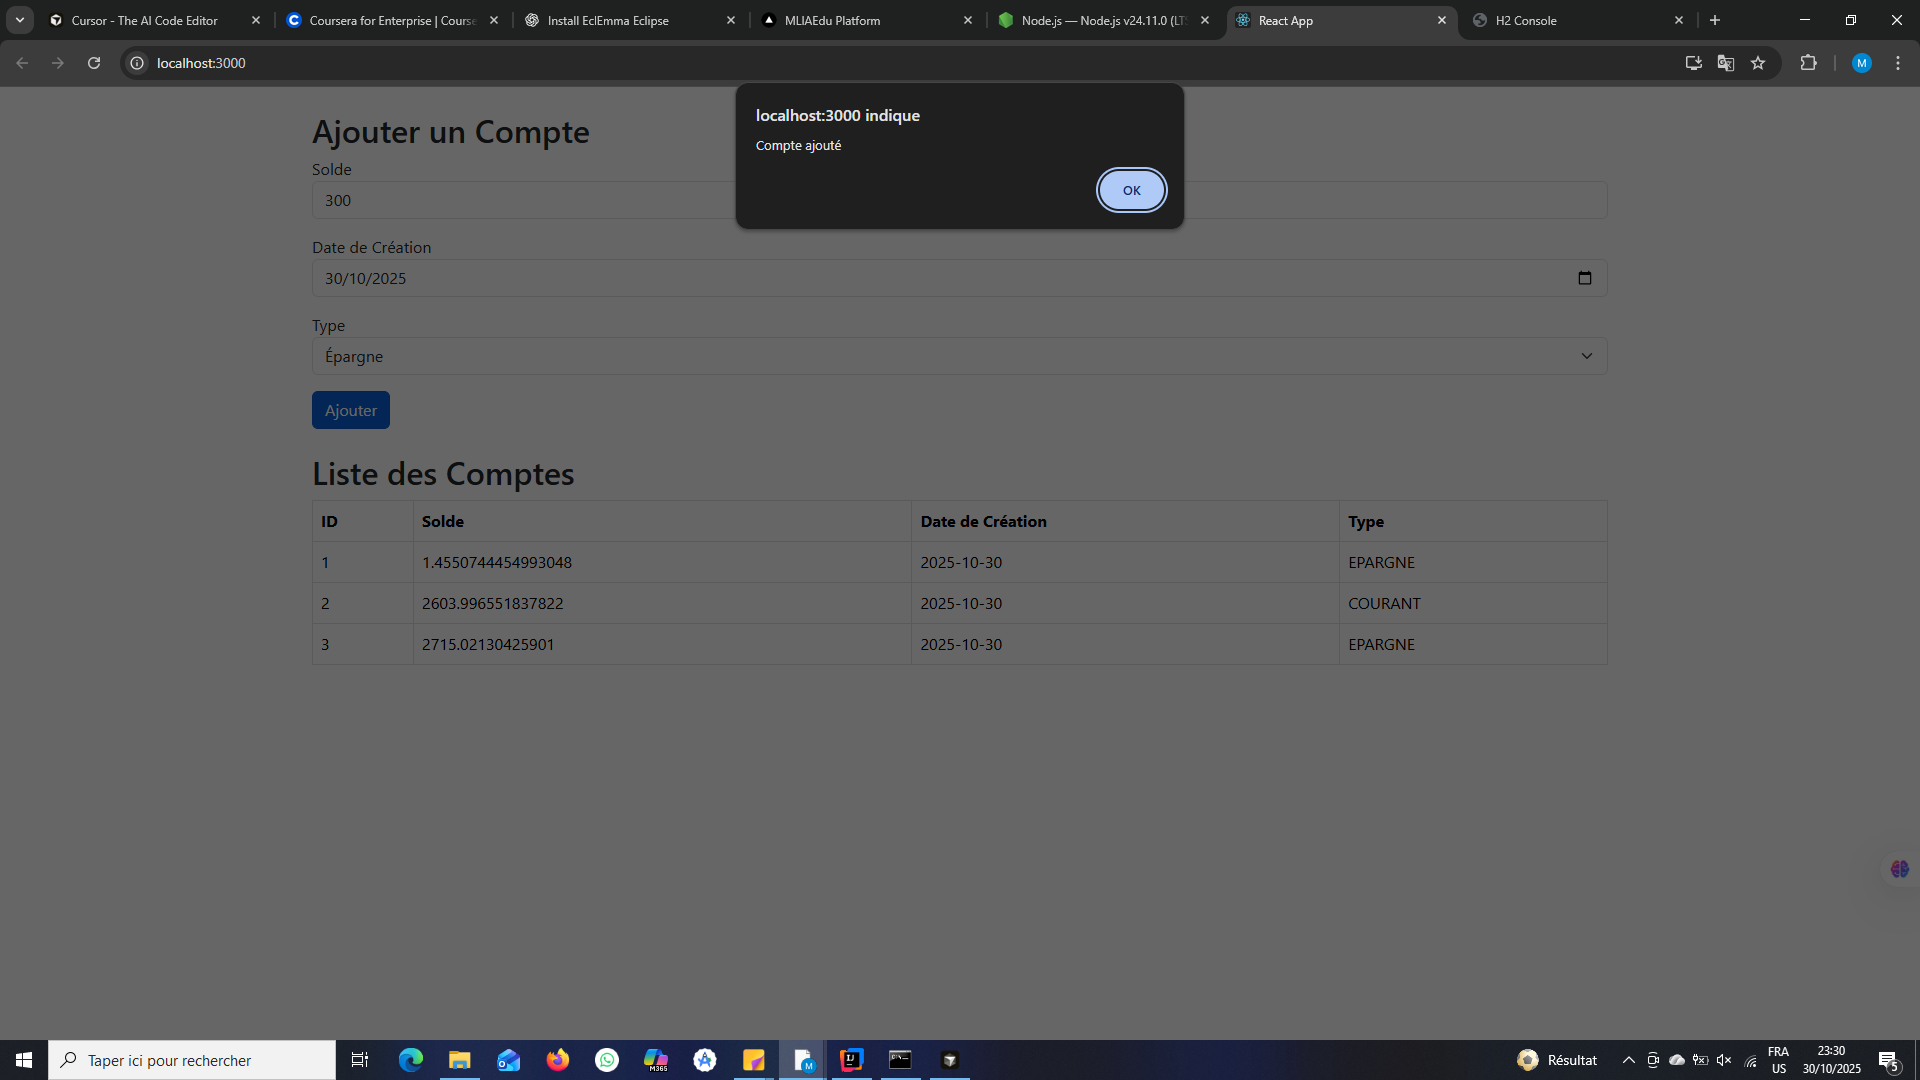 Cursor - The AI Code Editor
Coursera for Enterprise | Course
Install EclEmma Eclipse
MLIAEdu Platform
Node.js — Node.js v24.11.0 (LTS
React App
H2 Console
localhost:3000
M
localhost:3000 indique
Compte ajouté
OK
Ajouter un Compte
Solde
300
Date de Création
30/10/2025
Type
Épargne
Ajouter
Liste des Comptes
ID Solde Date de Création Type
1 1.4550744454993048 2025-10-30 EPARGNE
2 2603.996551837822 2025-10-30 COURANT
3 2715.02130425901 2025-10-30 EPARGNE
Taper ici pour rechercher
M365
Résultat
FRA
US
23:30
30/10/2025
5